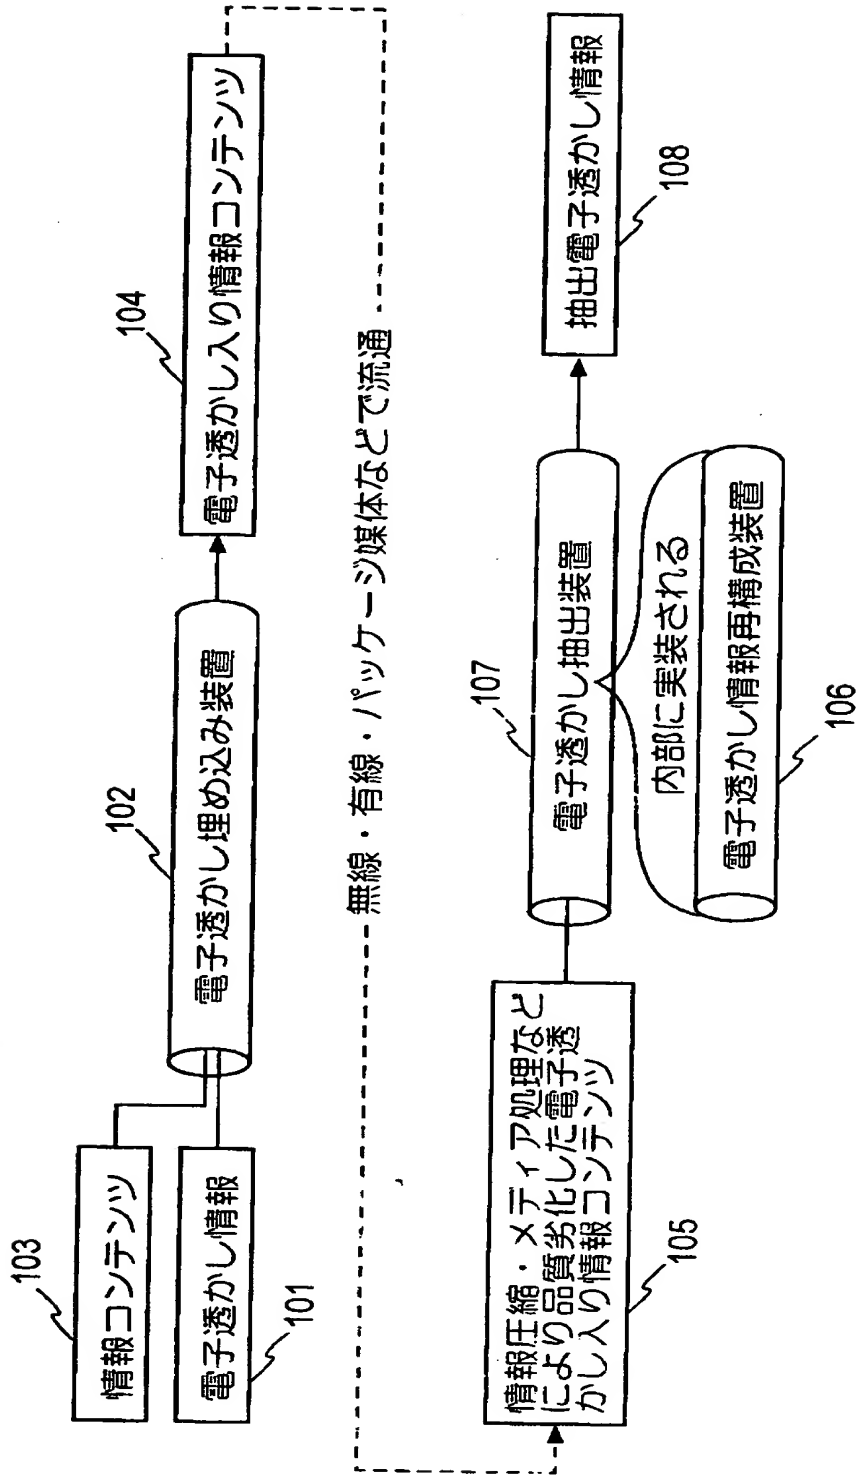 103
情報コンテンツ
電子透かし情報
101
102
電子透かし埋め込み装置
104
電子透かし入り情報コンテンツ
無線・有線・パッケージ媒体などで流通
情報圧縮・メディア処理など
により品質劣化した電子透
かし入り情報コンテンツ
105
107
電子透かし抽出装置
内部に実装される
電子透かし情報再構成装置
106
抽出電子透かし情報
108